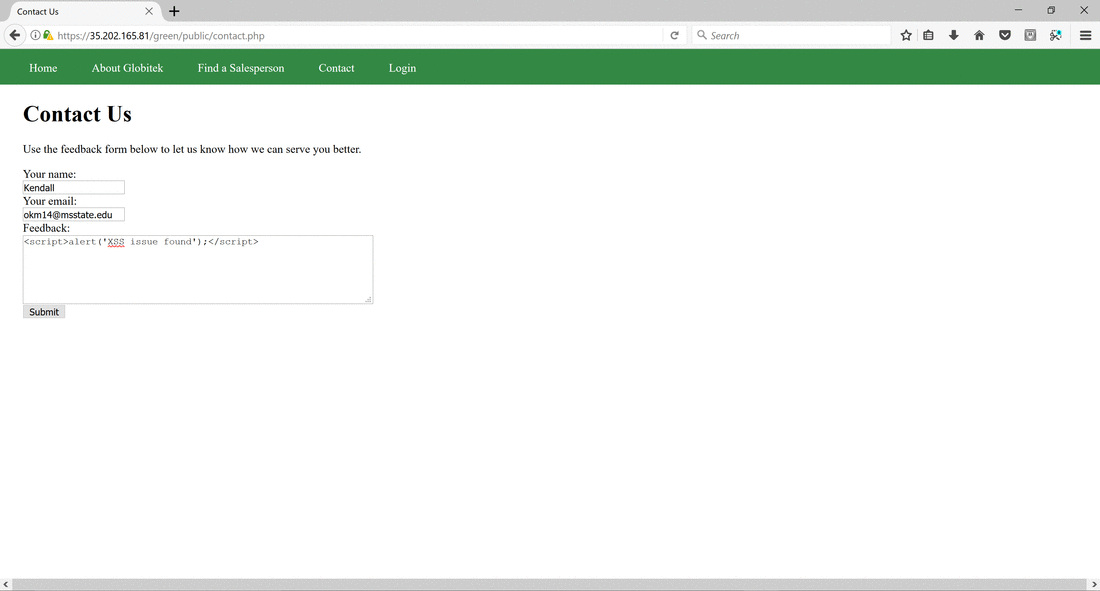 Contact Us
https://35.202.165.81/green/public/contact.php
Search
Home About Globitek Find a Salesperson Contact Login
Contact Us
Use the feedback form below to let us know how we can serve you better.
Your name:
Kendall
Your email:
okm14@msstate.edu
Feedback:
<script>alert('XSS issue found');</script>
Submit